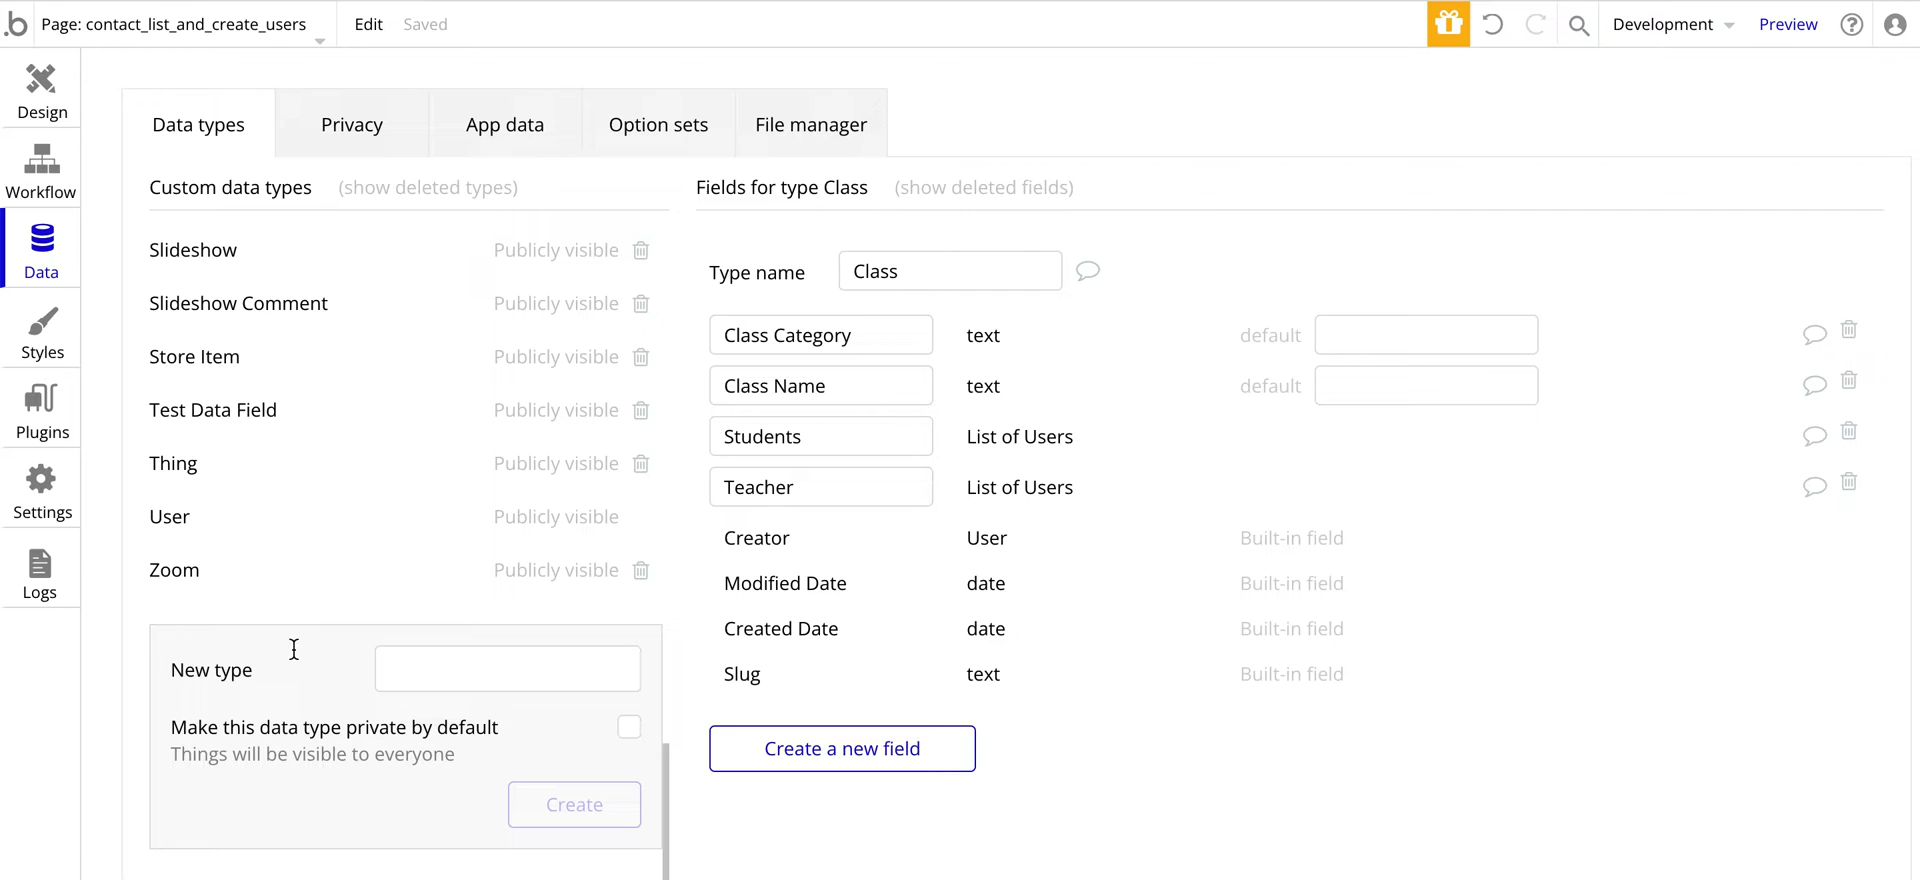 b Page: contact_list_and_create_users Edit Saved Development Preview ?
Design
Workflow
Data
Styles
Plugins
Settings
Logs
Data types Privacy App data Option sets File manager
Custom data types (show deleted types)
Slideshow Publicly visible
Slideshow Comment Publicly visible
Store Item Publicly visible
Test Data Field Publicly visible
Thing Publicly visible
User Publicly visible
Zoom Publicly visible
New type
Make this data type private by default
Things will be visible to everyone
Create
Fields for type Class (show deleted fields)
Type name Class
Class Category text default
Class Name text default
Students List of Users
Teacher List of Users
Creator User Built-in field
Modified Date date Built-in field
Created Date date Built-in field
Slug text Built-in field
Create a new field